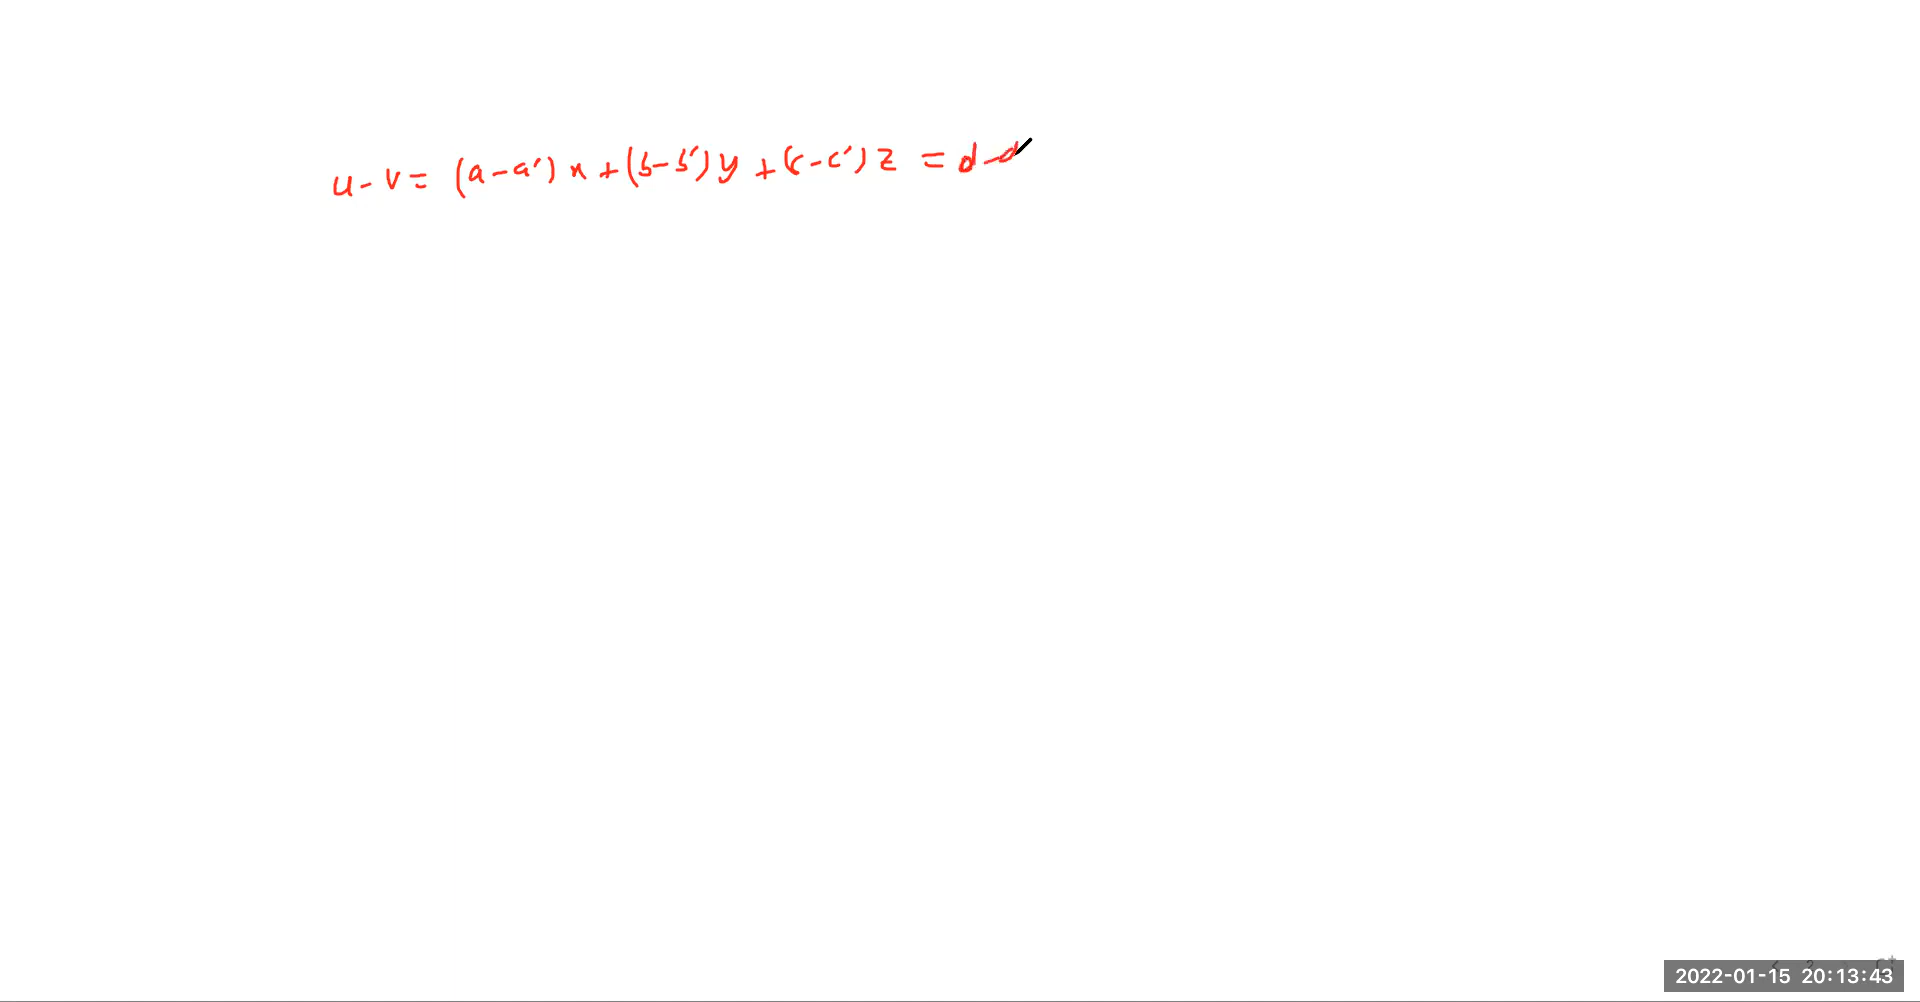 u - v = (a - a') x + (b - b') y + (c - c') z = d - d
2022-01-15 20:13:43